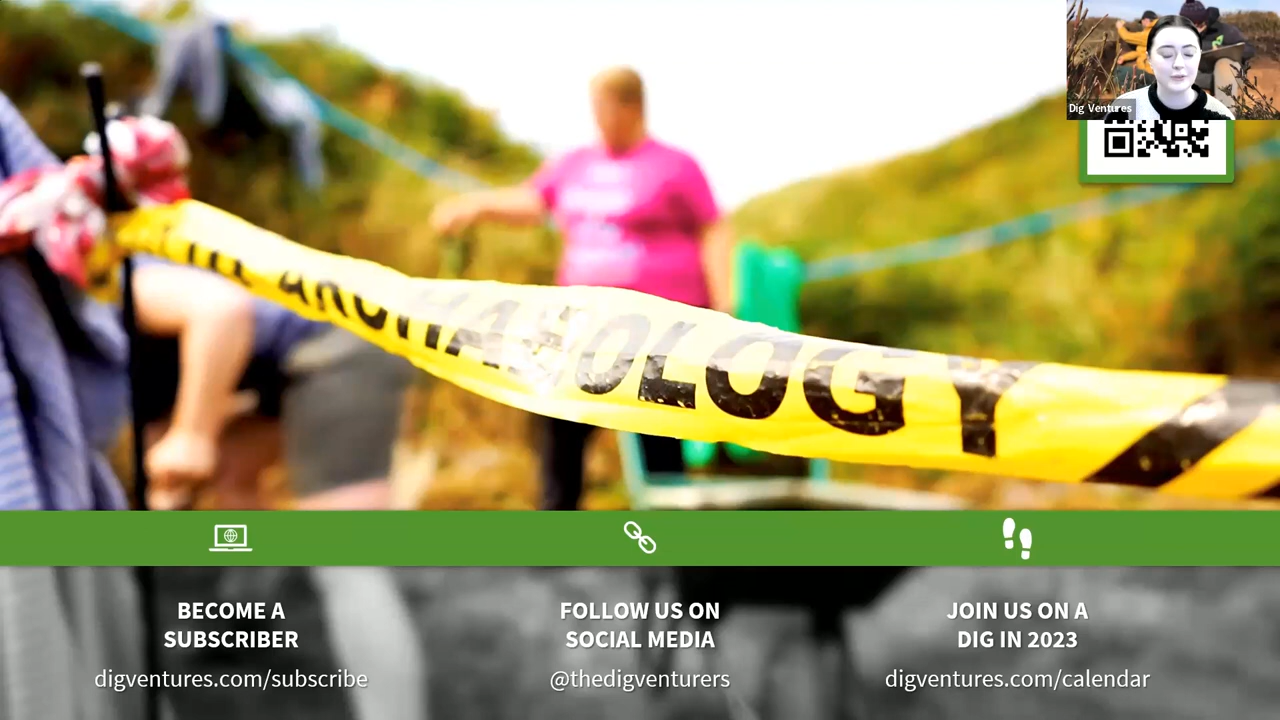 Dig Ventures
ARCHAEOLOGY
BECOME A
SUBSCRIBER
digventures.com/subscribe
FOLLOW US ON
SOCIAL MEDIA
@thedigventurers
JOIN US ON A
DIG IN 2023
digventures.com/calendar